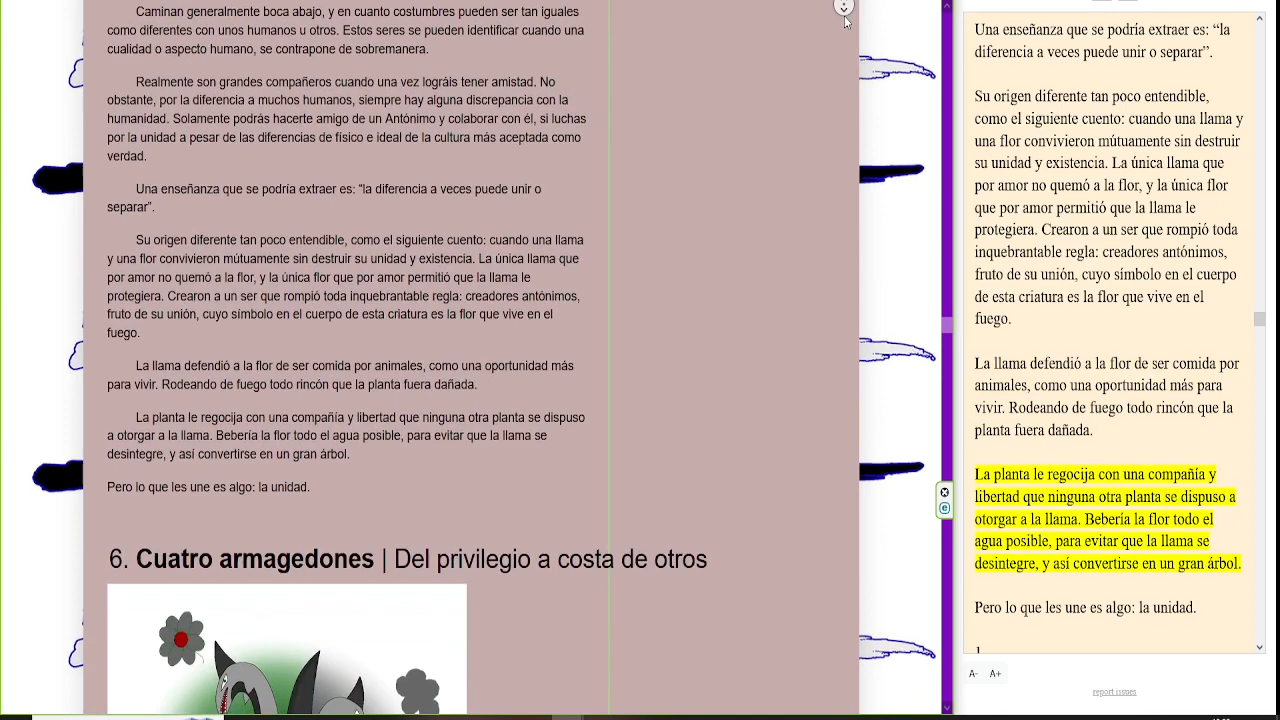 Caminan generalmente boca abajo, y en cuanto costumbres pueden ser tan iguales
como diferentes con unos humanos u otros. Estos seres se pueden identificar cuando una
cualidad o aspecto humano, se contrapone de sobremanera.
Realmente son grandes compañeros cuando una vez lográis tener amistad. No
obstante, por la diferencia a muchos humanos, siempre hay alguna discrepancia con la
humanidad. Solamente podrás hacerte amigo de un Antónimo y colaborar con él, si luchas
por la unidad a pesar de las diferencias de físico e ideal de la cultura más aceptada como
verdad.
Una enseñanza que se podría extraer es: “la diferencia a veces puede unir o
separar”.
Su origen diferente tan poco entendible, como el siguiente cuento: cuando una llama
y una flor convivieron mútuamente sin destruir su unidad y existencia. La única llama que
por amor no quemó a la flor, y la única flor que por amor permitió que la llama le
protegiera. Crearon a un ser que rompió toda inquebrantable regla: creadores antónimos,
fruto de su unión, cuyo símbolo en el cuerpo de esta criatura es la flor que vive en el
fuego.
La llama defendió a la flor de ser comida por animales, como una oportunidad más
para vivir. Rodeando de fuego todo rincón que la planta fuera dañada.
La planta le regocija con una compañía y libertad que ninguna otra planta se dispuso
a otorgar a la llama. Bebería la flor todo el agua posible, para evitar que la llama se
desintegre, y así convertirse en un gran árbol.
Pero lo que les une es algo: la unidad.
6. Cuatro armagedones | Del privilegio a costa de otros
Una enseñanza que se podría extraer es: “la
diferencia a veces puede unir o separar”.
Su origen diferente tan poco entendible,
como el siguiente cuento: cuando una llama y
una flor convivieron mútuamente sin destruir
su unidad y existencia. La única llama que
por amor no quemó a la flor, y la única flor
que por amor permitió que la llama le
protegiera. Crearon a un ser que rompió toda
inquebrantable regla: creadores antónimos,
fruto de su unión, cuyo símbolo en el cuerpo
de esta criatura es la flor que vive en el
fuego.
La llama defendió a la flor de ser comida por
animales, como una oportunidad más para
vivir. Rodeando de fuego todo rincón que la
planta fuera dañada.
La planta le regocija con una compañía y
libertad que ninguna otra planta se dispuso a
otorgar a la llama. Bebería la flor todo el
agua posible, para evitar que la llama se
desintegre, y así convertirse en un gran árbol.
Pero lo que les une es algo: la unidad.
A- A+
report issues